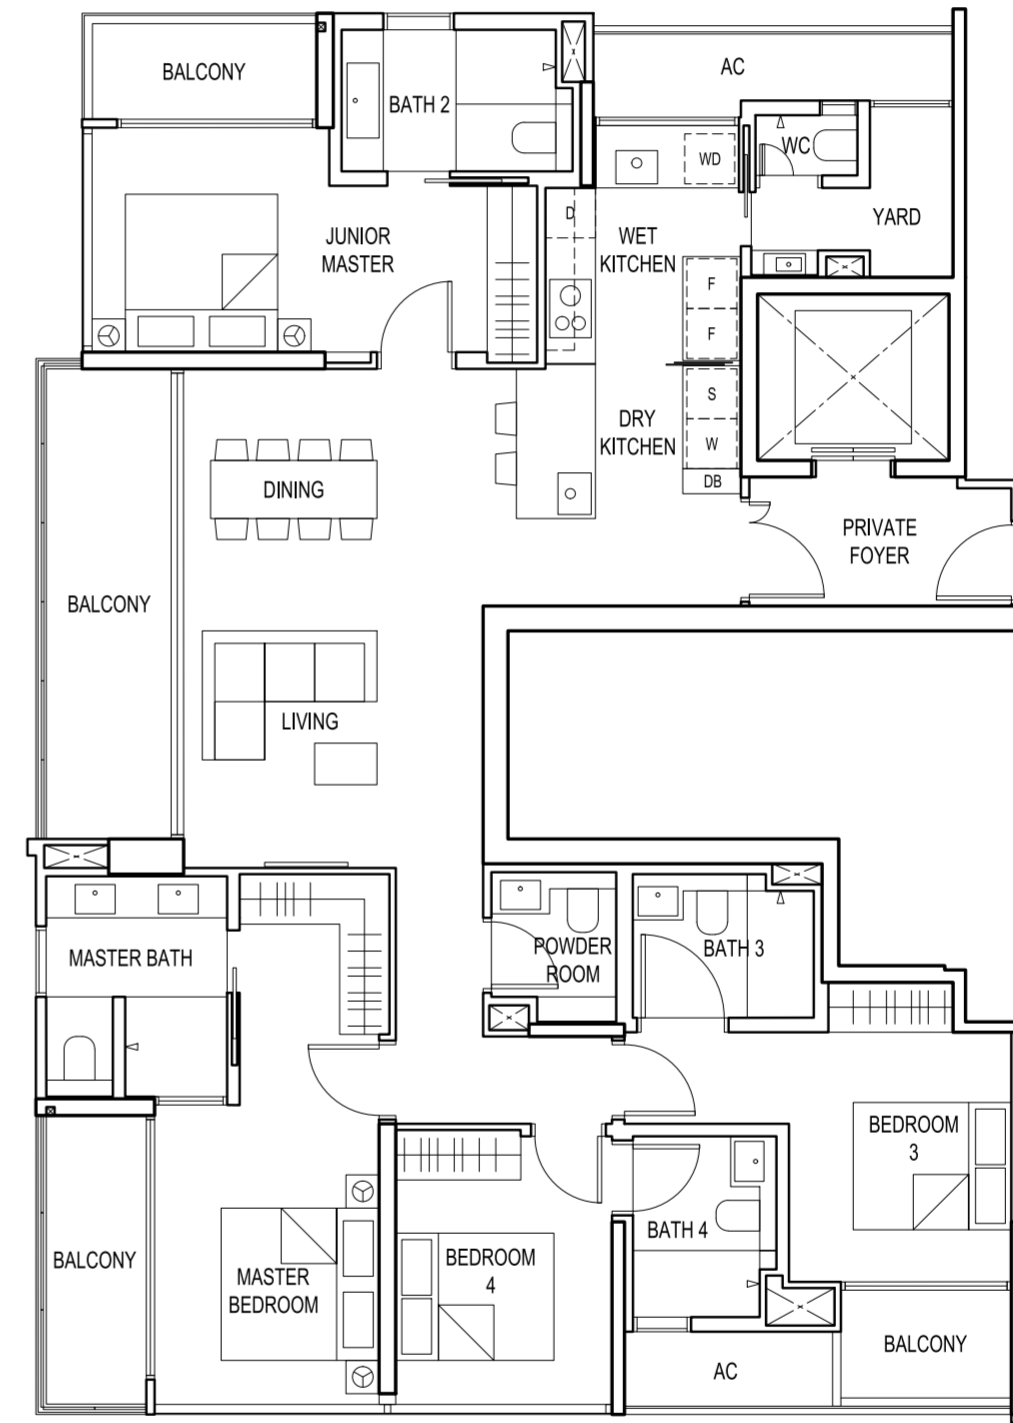 BALCONY
BATH 2
AC
WD
WC
D
YARD
JUNIOR
MASTER
WET
KITCHEN
F
F
S
DRY
KITCHEN
W
DB
DINING
PRIVATE
FOYER
BALCONY
LIVING
MASTER BATH
POWDER
ROOM
BATH 3
BEDROOM
3
BATH 4
BALCONY
MASTER
BEDROOM
BEDROOM
4
AC
BALCONY